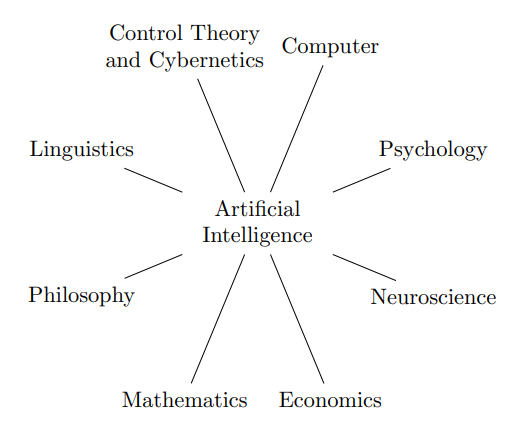 Control Theory
and Cybernetics
Computer
Linguistics
Psychology
Artificial
Intelligence
Philosophy
Neuroscience
Mathematics
Economics